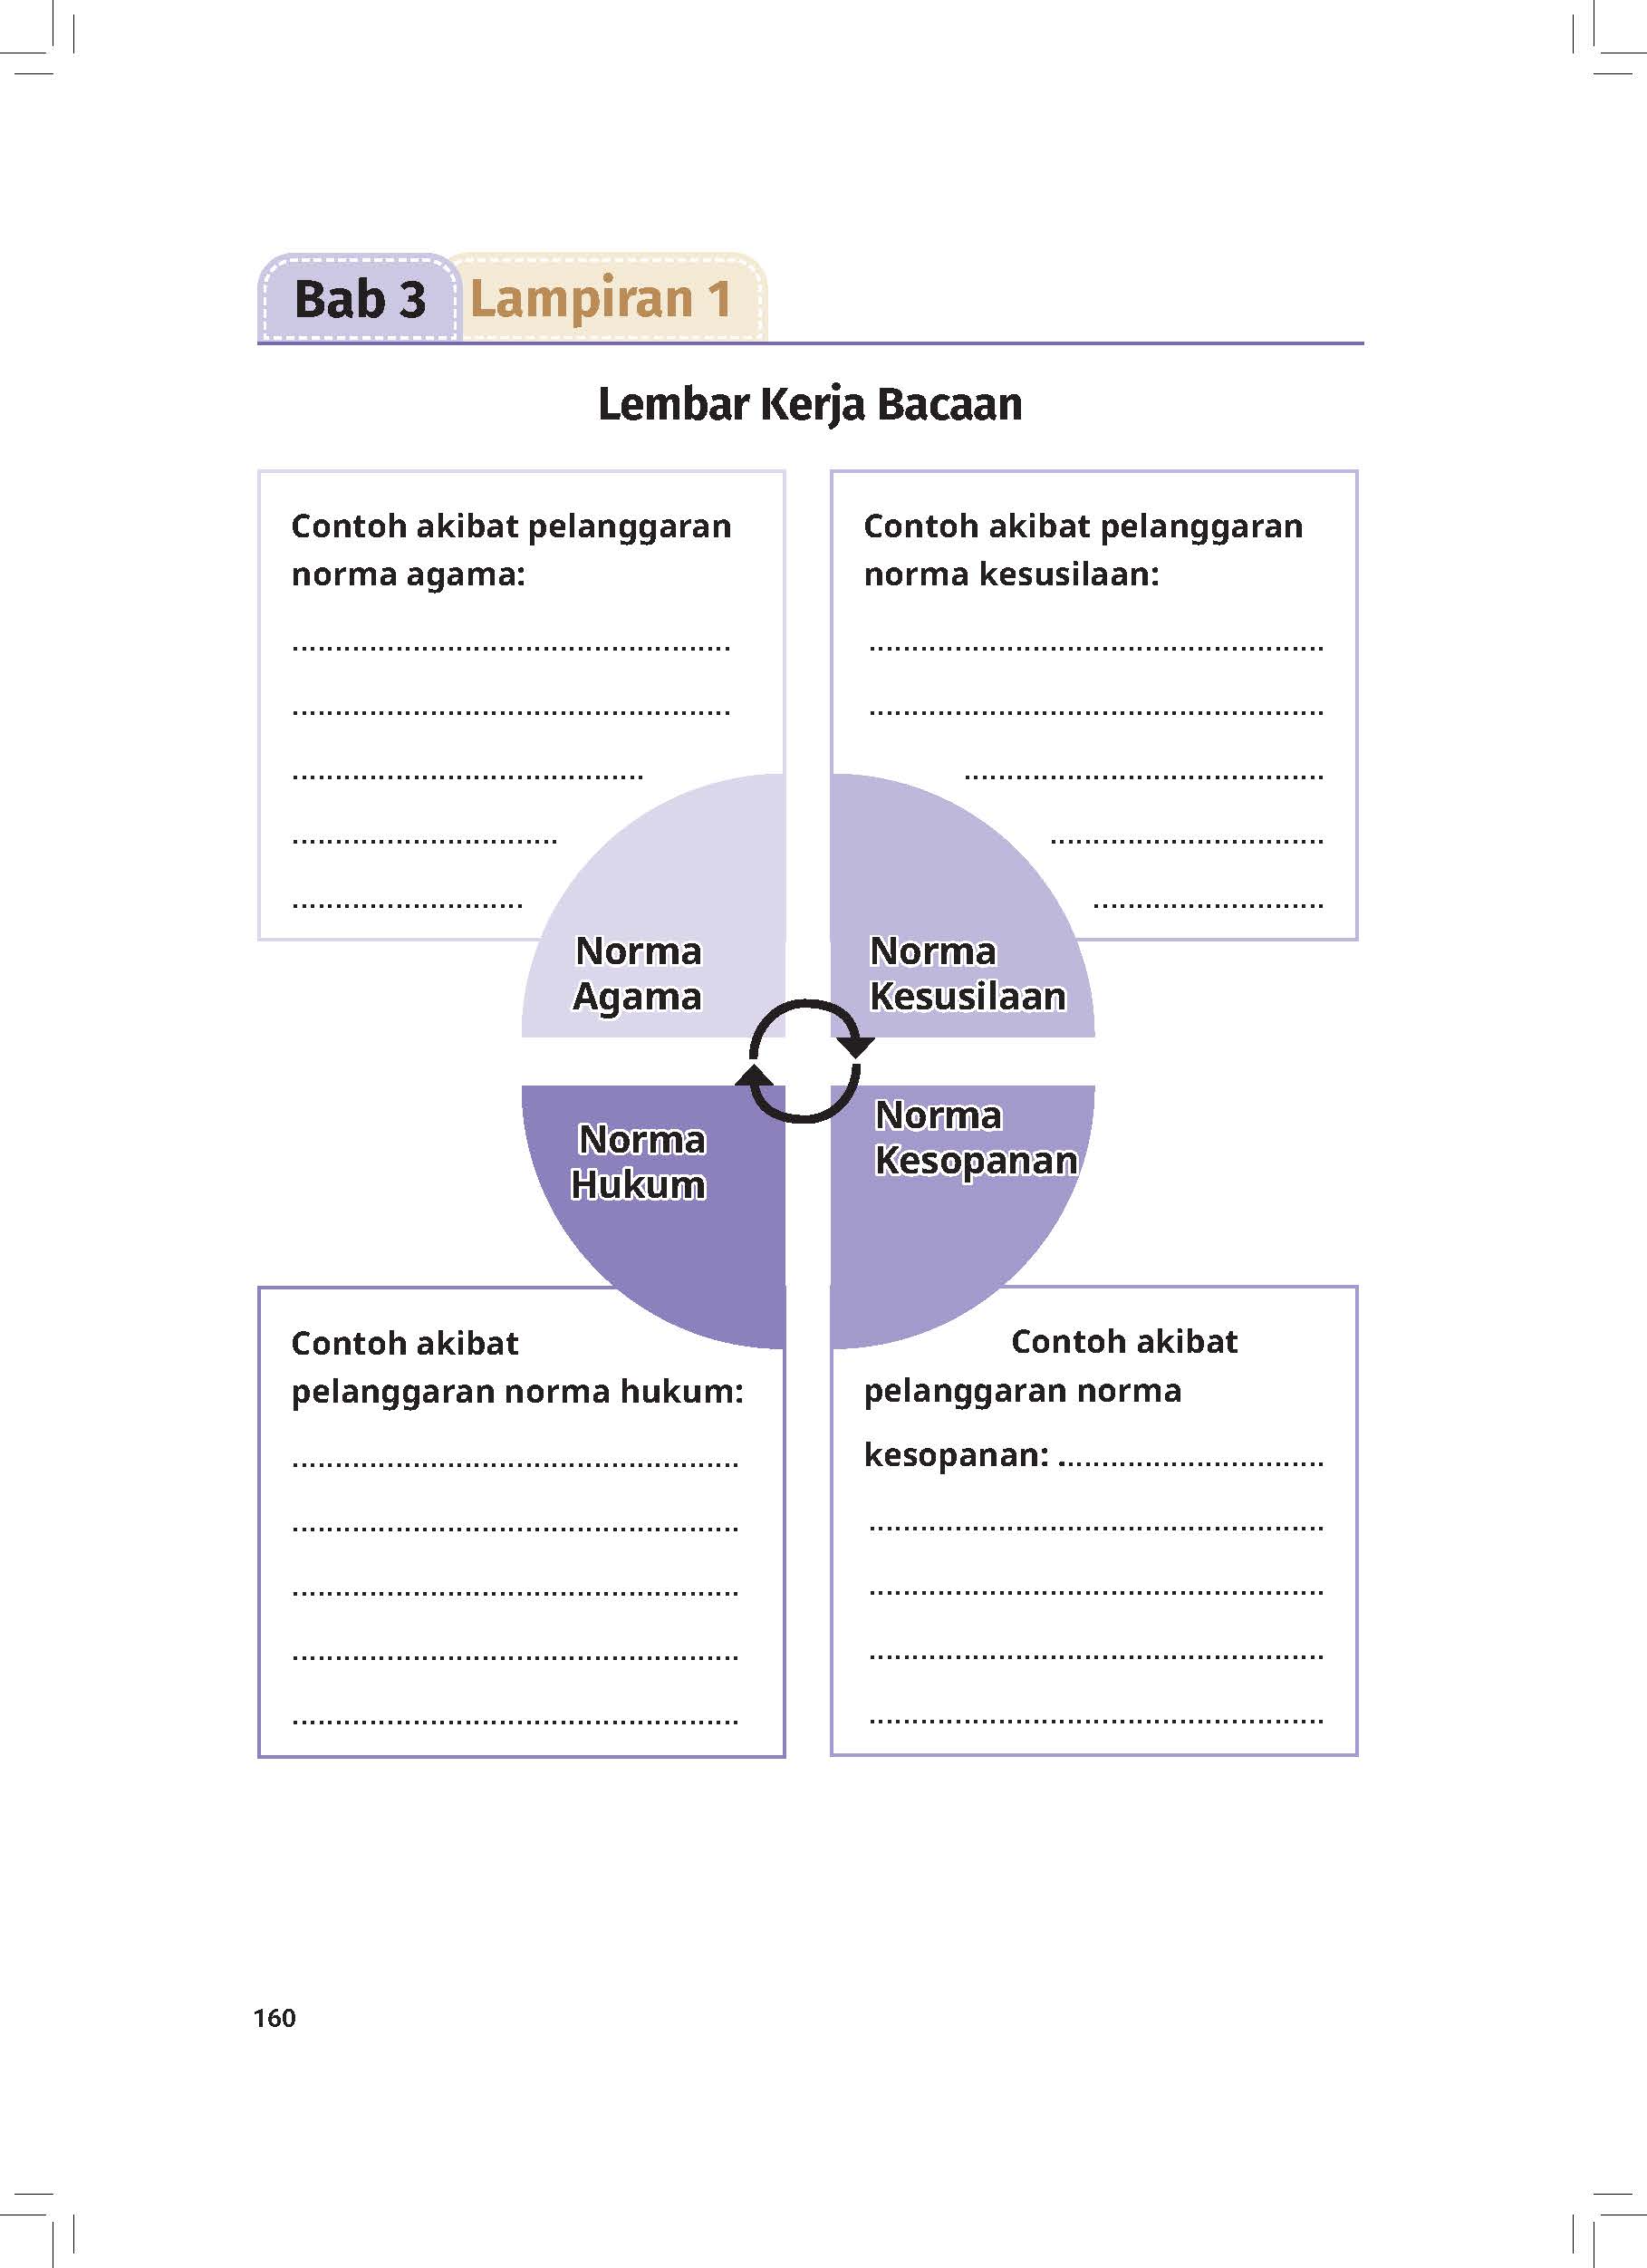 Bab 3 Lampiran 1
Lembar Kerja Bacaan
Contoh akibat pelanggaran
norma agama:
.....................................................
.....................................................
..........................................
................................
............................
Contoh akibat pelanggaran
norma kesusilaan:
.....................................................
.....................................................
..........................................
................................
...........................
Norma
Agama
Norma
Kesusilaan
Norma
Hukum
Norma
Kesopanan
Contoh akibat
pelanggaran norma hukum:
.....................................................
.....................................................
.....................................................
.....................................................
.....................................................
Contoh akibat
pelanggaran norma
kesopanan: ...............................
.....................................................
.....................................................
.....................................................
.....................................................
160